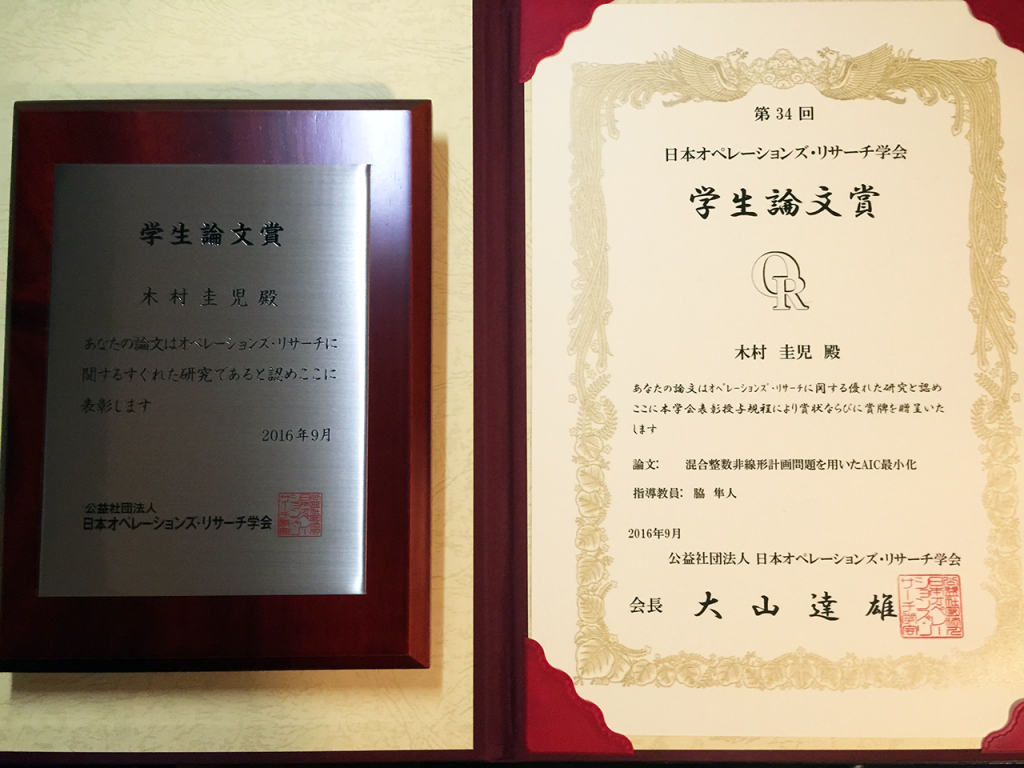 学生論文賞
木村圭児殿
あなたの論文はオペレーションズ・リサーチに
関するすぐれた研究であると認めここに
表彰します
2016年9月
公益社団法人
日本オペレーションズ・リサーチ学会
第34回
日本オペレーションズ・リサーチ学会
学生論文賞
OR
木村 圭児 殿
あなたの論文はオペレーションズ・リサーチに関する優れた研究と認め
ここに本学会表彰授与規程により賞状ならびに賞牌を贈呈いた
します
論文: 混合整数非線形計画問題を用いたAIC最小化
指導教員: 脇 隼人
2016年9月
公益社団法人 日本オペレーションズ・リサーチ学会
会長 大山達雄